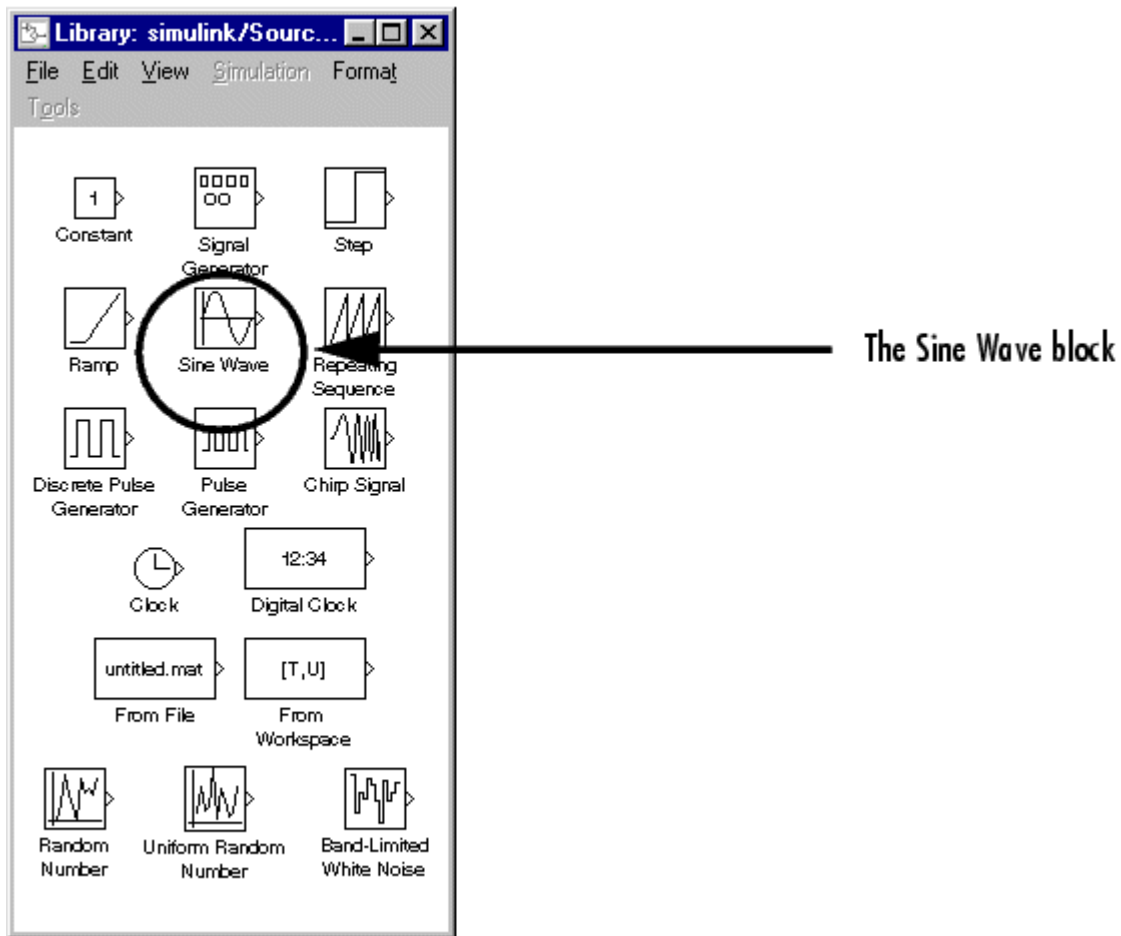 Library: simulink/Sourc...
File Edit View Simulation Format
Tools
1
Constant
Signal
Generator
Step
Ramp
Sine Wave
Repeating
Sequence
The Sine Wave block
Discrete Pulse
Generator
Pulse
Generator
Chirp Signal
Clock
12:34
Digital Clock
untitled.mat
From File
[T,U]
From
Workspace
Random
Number
Uniform Random
Number
Band-Limited
White Noise